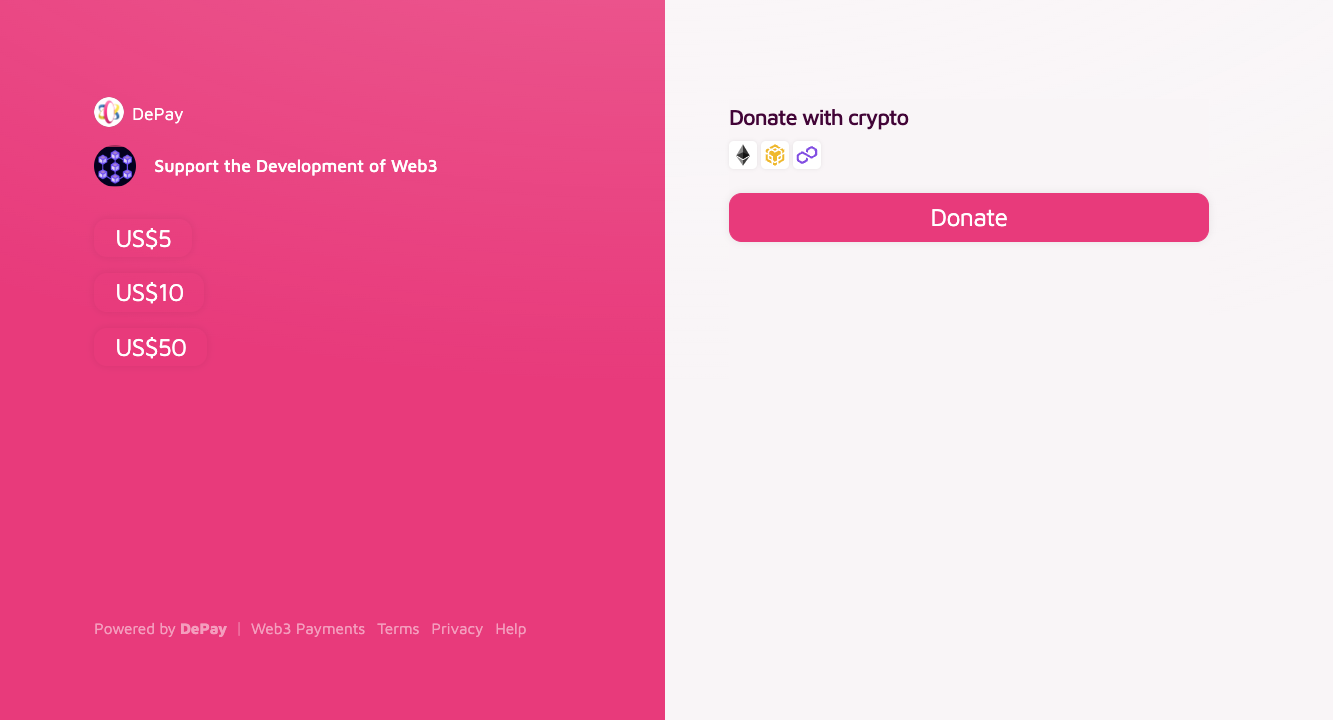 DePay
Support the Development of Web3
US$5
US$10
US$50
Powered by DePay | Web3 Payments Terms Privacy Help
Donate with crypto
Donate